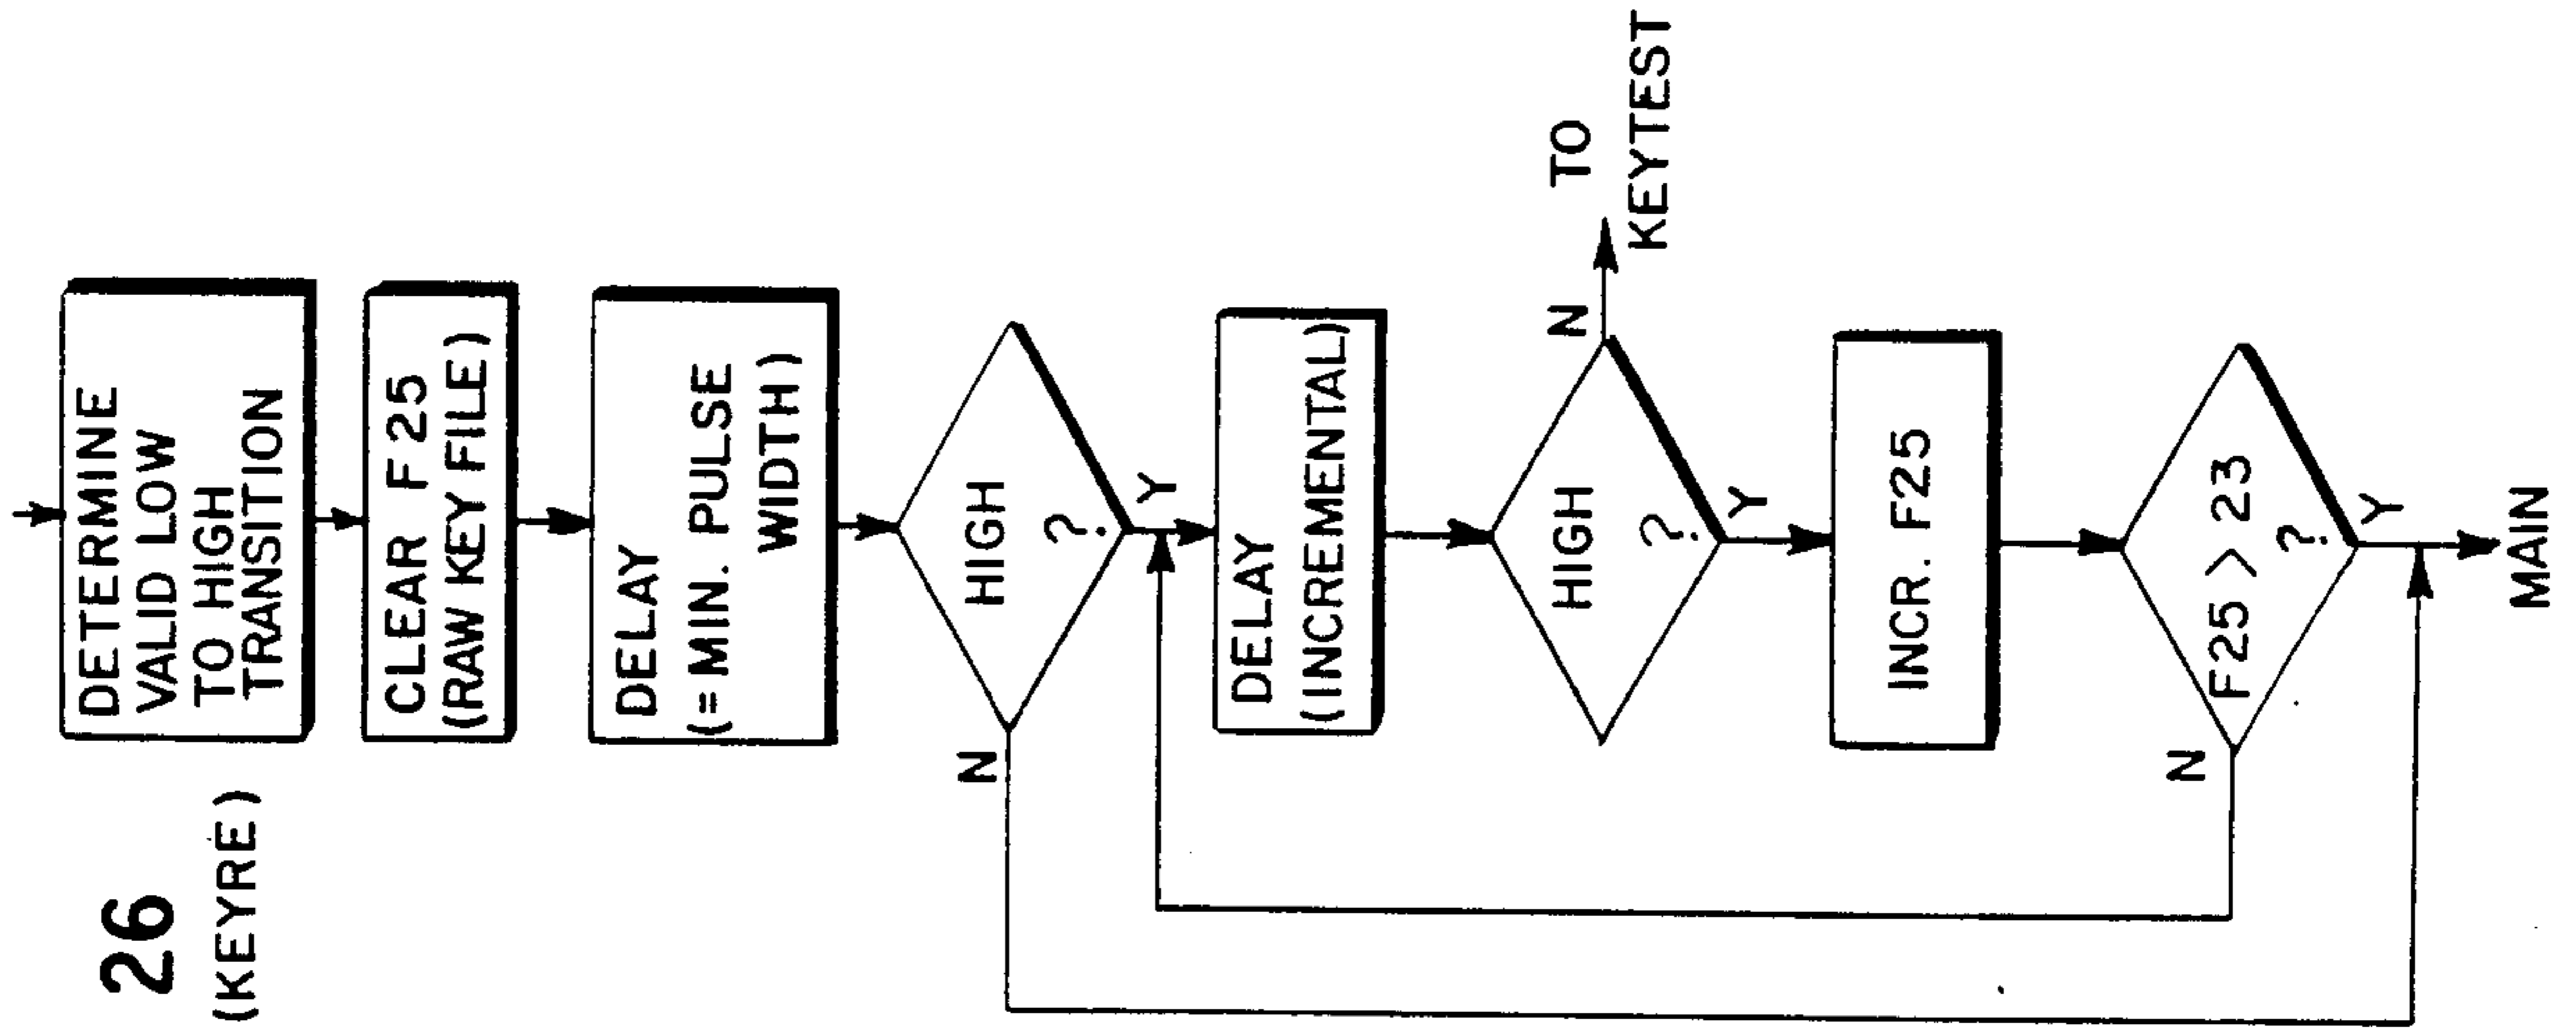 26
(KEYRE)
DETERMINE
VALID LOW
TO HIGH
TRANSITION
CLEAR F25
(RAW KEY FILE)
DELAY
(= MIN. PULSE
WIDTH)
HIGH
?
N
Y
DELAY
(INCREMENTAL)
HIGH
?
N
TO
KEYTEST
Y
INCR. F25
F25 > 23
?
N
Y
MAIN